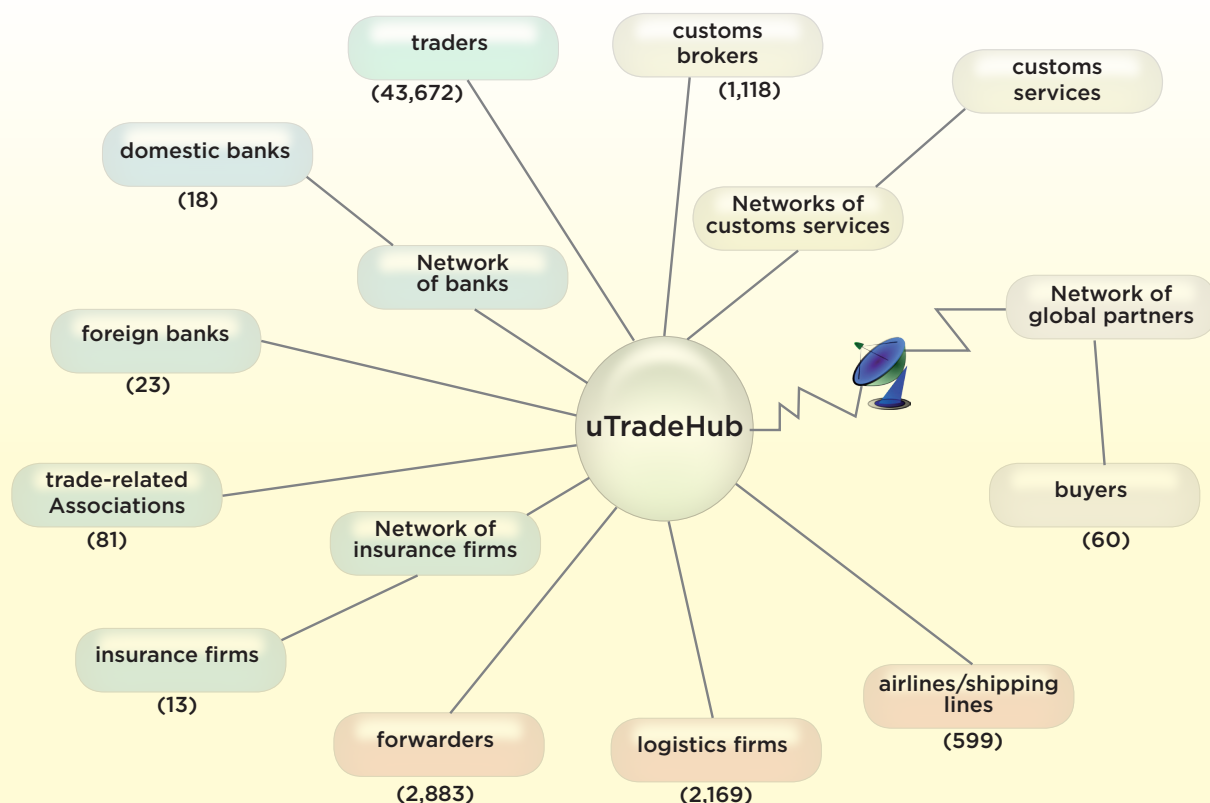 traders
(43,672)
customs
brokers
(1,118)
customs
services
domestic banks
(18)
Networks of
customs services
Network
of banks
Network of
global partners
foreign banks
(23)
uTradeHub
trade-related
Associations
(81)
buyers
(60)
Network of
insurance firms
insurance firms
(13)
airlines/shipping
lines
(599)
forwarders
(2,883)
logistics firms
(2,169)